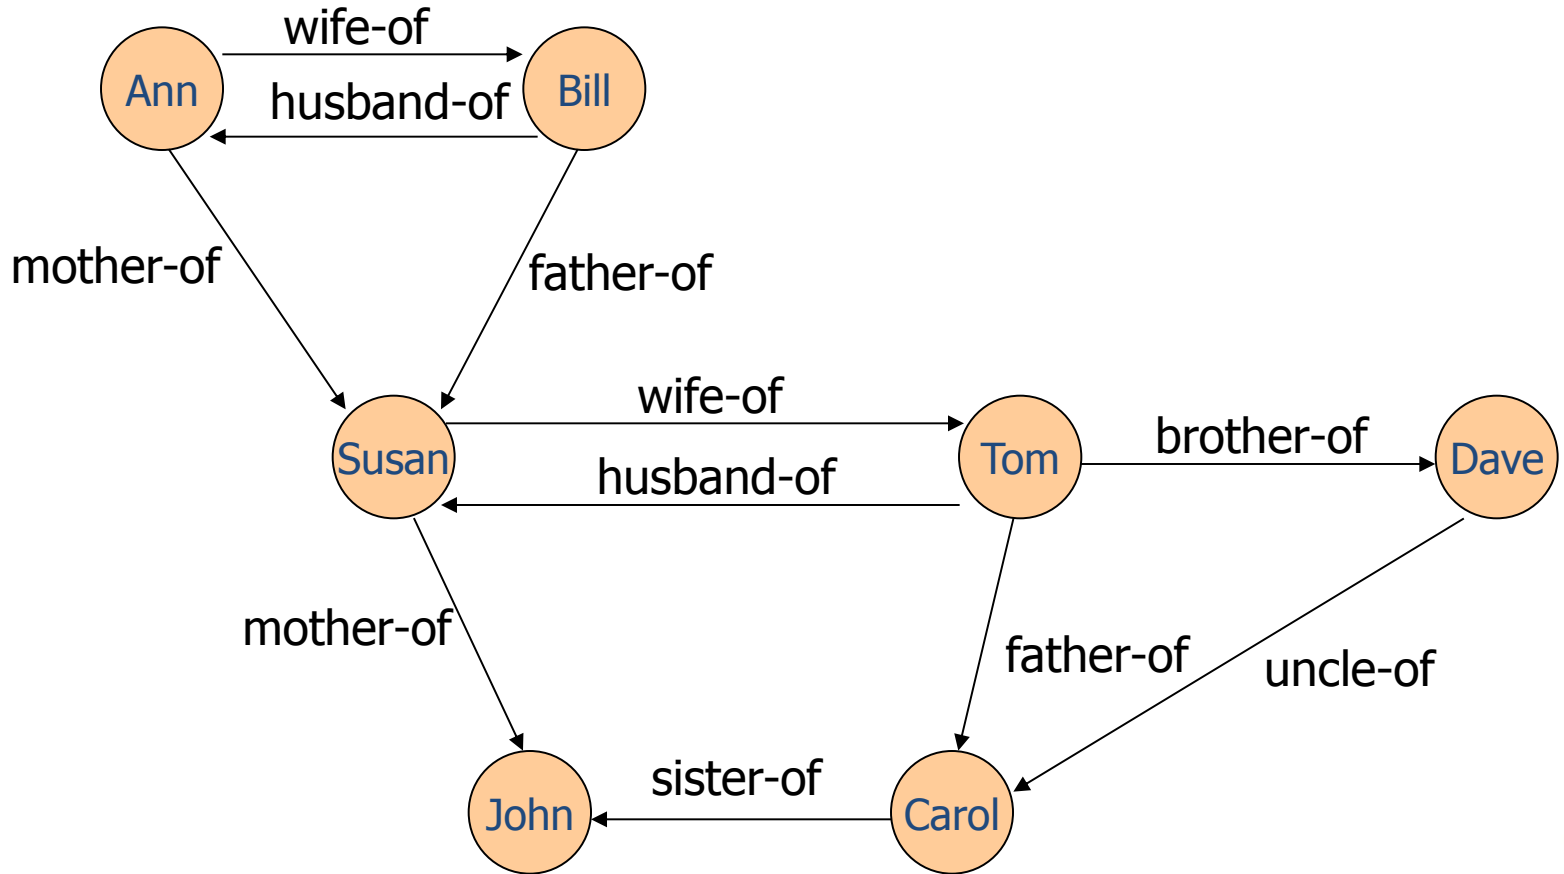 wife-of
Ann
Bill
husband-of
mother-of
father-of
wife-of
brother-of
Susan
Tom
Dave
husband-of
mother-of
father-of
uncle-of
sister-of
John
Carol